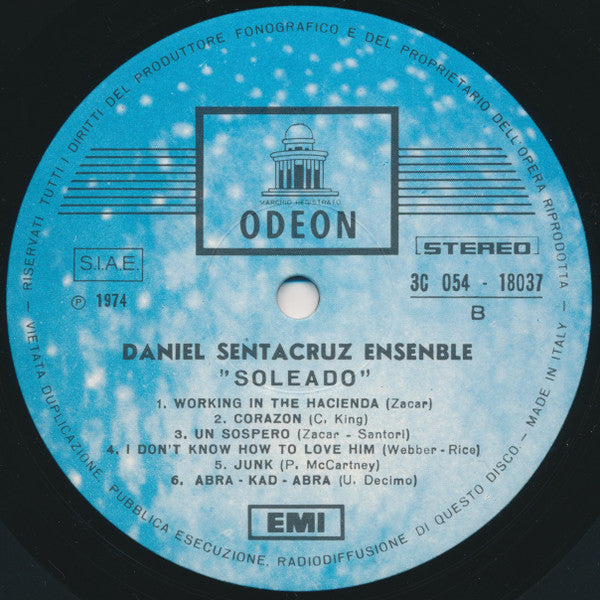 — RISERVATI TUTTI I DIRITTI DEL PRODUTTORE FONOGRAFICO E DEL PROPRIETARIO DELL'OPERA RIPRODOTTA —
MARCHIO REGISTRATO
ODEON
S.I.A.E.
STEREO
℗ 1974
3C 054 - 18037
B
DANIEL SENTACRUZ ENSENBLE
"SOLEADO"
1. WORKING IN THE HACIENDA (Zacar)
2. CORAZON (C. King)
3. UN SOSPERO (Zacar - Santori)
4. I DON'T KNOW HOW TO LOVE HIM (Webber - Rice)
5. JUNK (P. McCartney)
6. ABRA - KAD - ABRA (U. Decimo)
EMI
— VIETATA DUPLICAZIONE, PUBBLICA ESECUZIONE, RADIODIFFUSIONE DI QUESTO DISCO — MADE IN ITALY —